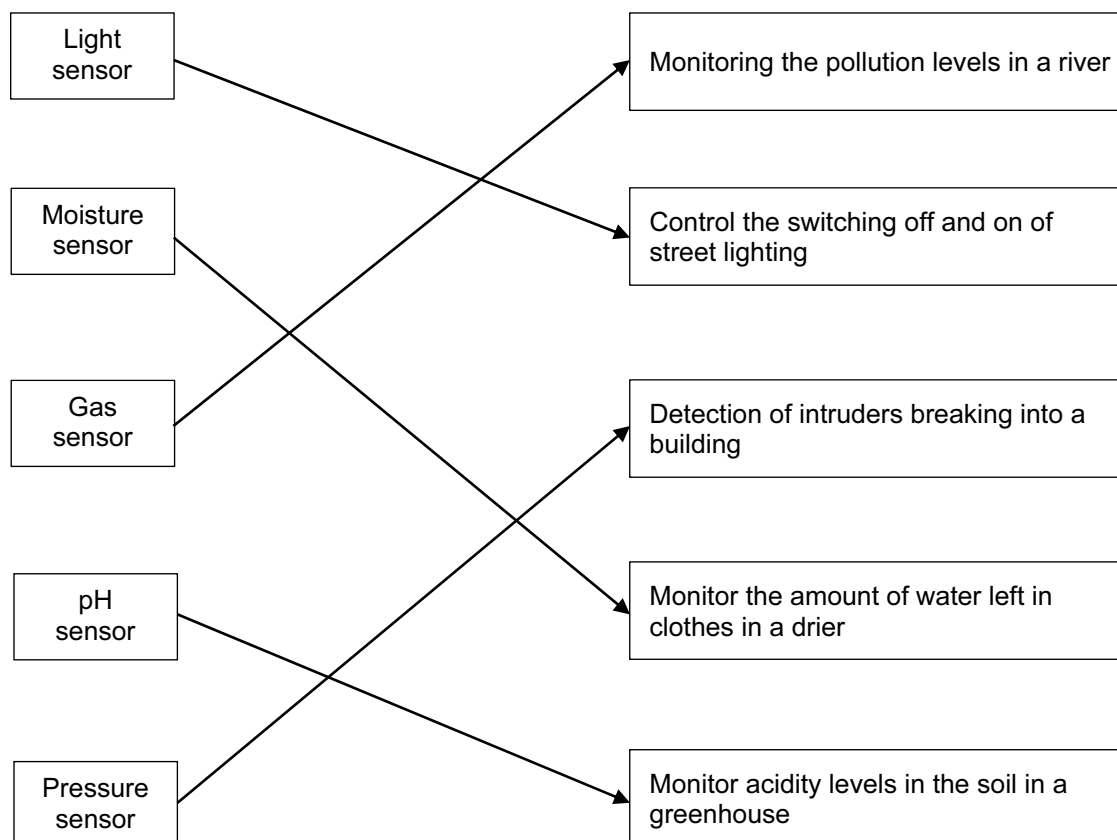 Light
sensor
Moisture
sensor
Gas
sensor
pH
sensor
Pressure
sensor
Monitoring the pollution levels in a river
Control the switching off and on of
street lighting
Detection of intruders breaking into a
building
Monitor the amount of water left in
clothes in a drier
Monitor acidity levels in the soil in a
greenhouse